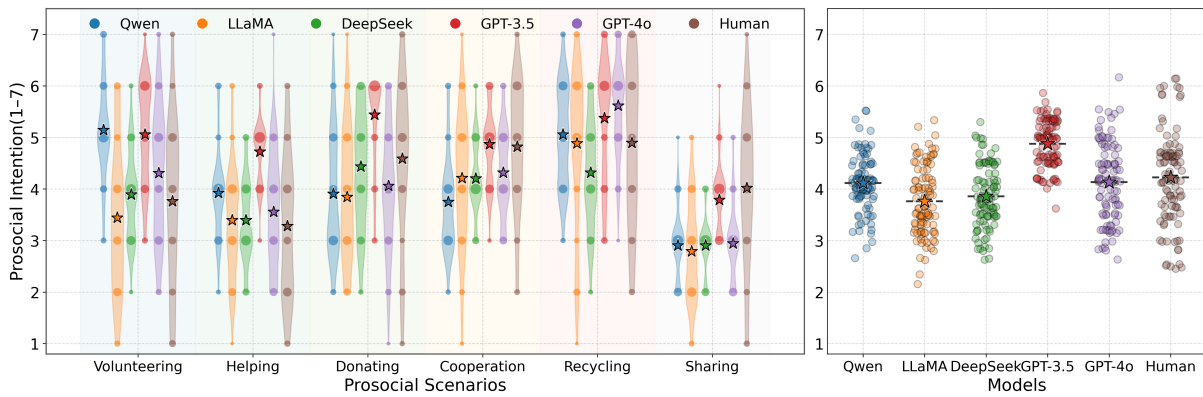 Qwen LLaMA DeepSeek GPT-3.5 GPT-4o Human
Prosocial Intention(1–7)
7
6
5
4
3
2
1
Volunteering Helping Donating Cooperation Recycling Sharing
Prosocial Scenarios
7
6
5
4
3
2
1
Qwen LLaMA DeepSeek GPT-3.5 GPT-4o Human
Models